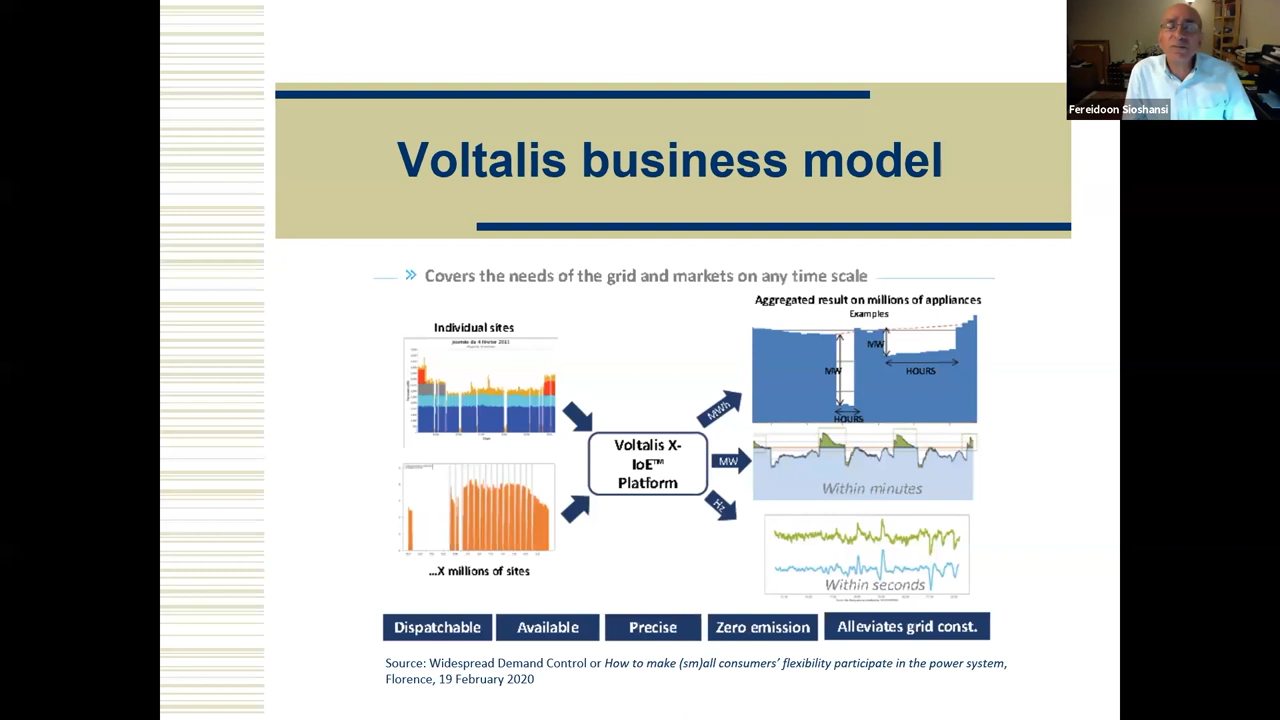 Fereidoon Sioshansi
Voltalis business model
Covers the needs of the grid and markets on any time scale
Individual sites
...X millions of sites
Voltalis X-
IoE™
Platform
MWh
MW
Hz
Aggregated result on millions of appliances
Examples
MW
MW
HOURS
HOURS
Within minutes
Within seconds
Dispatchable
Available
Precise
Zero emission
Alleviates grid const.
Source: Widespread Demand Control or How to make (sm)all consumers’ flexibility participate in the power system,
Florence, 19 February 2020